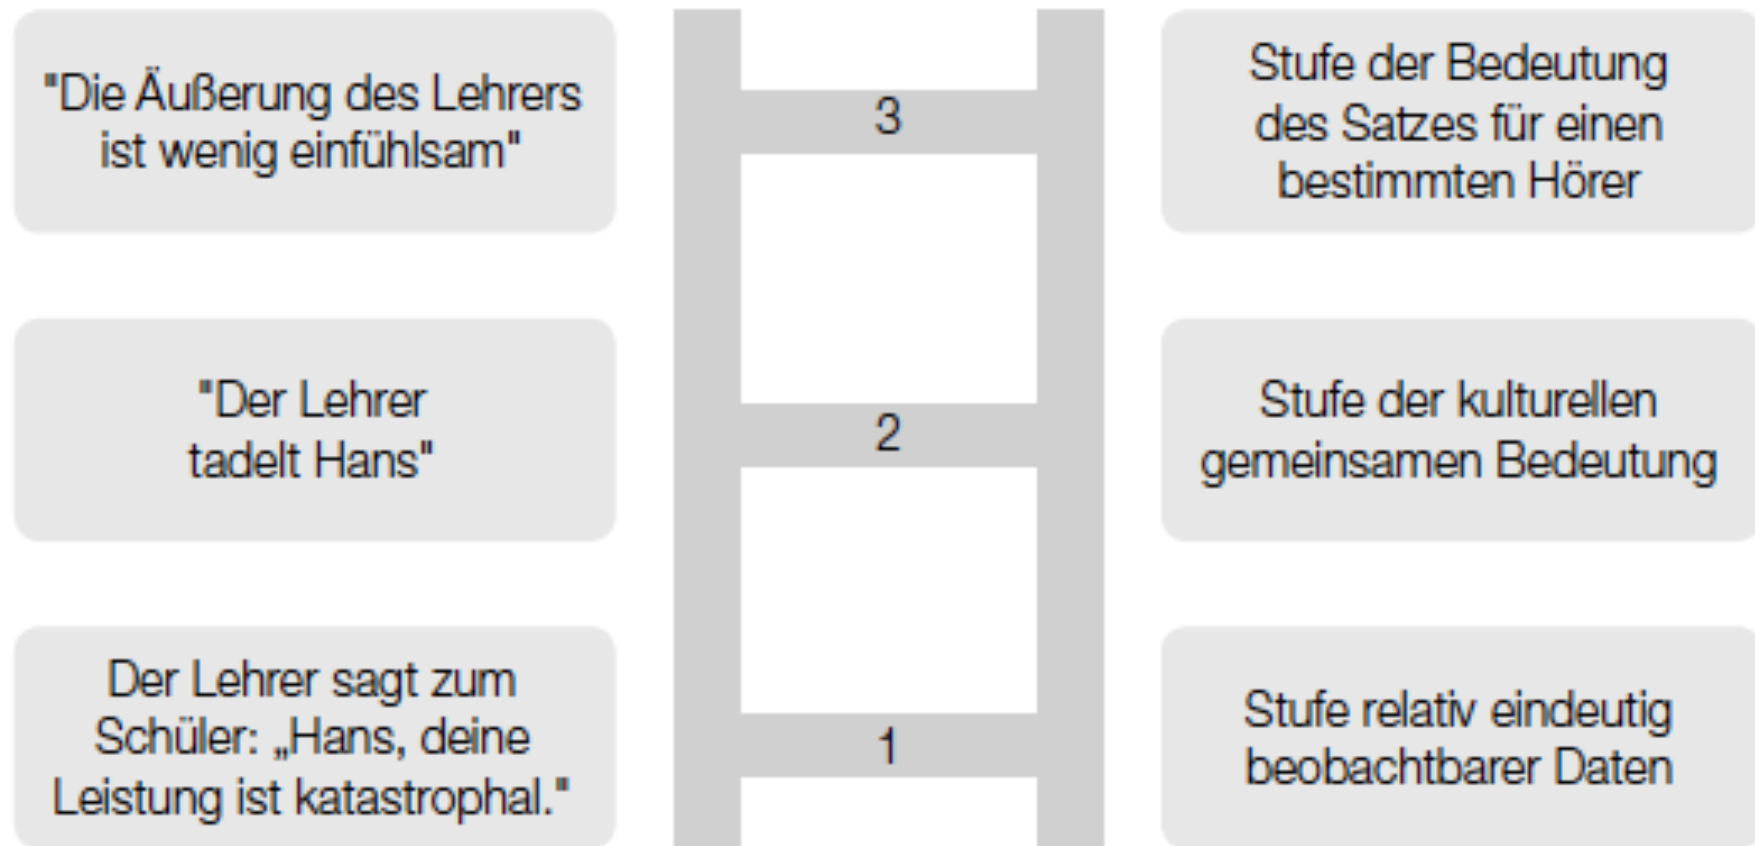 "Die Äußerung des Lehrers
ist wenig einfühlsam"
3
Stufe der Bedeutung
des Satzes für einen
bestimmten Hörer
"Der Lehrer
tadelt Hans"
2
Stufe der kulturellen
gemeinsamen Bedeutung
Der Lehrer sagt zum
Schüler: „Hans, deine
Leistung ist katastrophal."
1
Stufe relativ eindeutig
beobachtbarer Daten